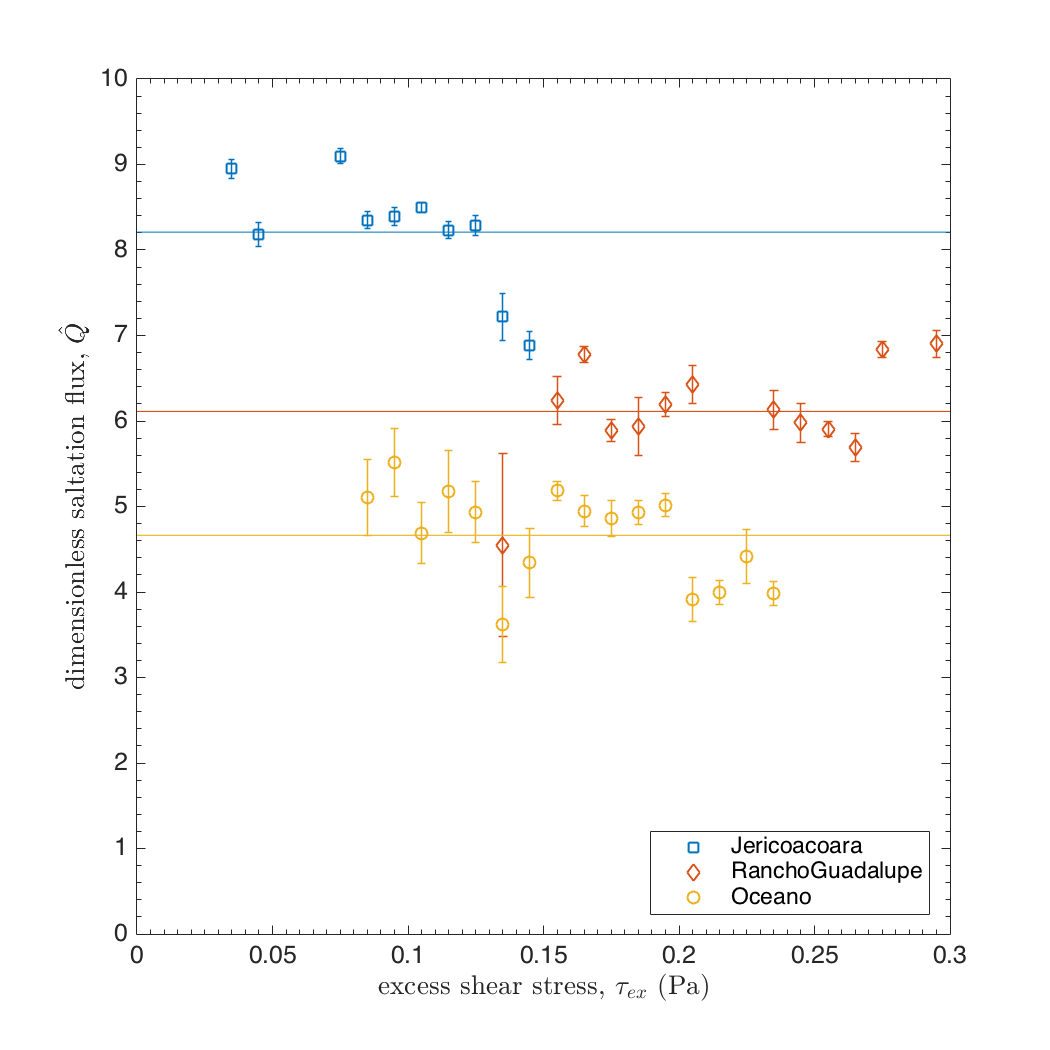 10
9
8
7
6
5
4
3
2
1
0
dimensionless saltation flux, Q̂
0 0.05 0.1 0.15 0.2 0.25 0.3
excess shear stress, τ_ex (Pa)
Jericoacoara
RanchoGuadalupe
Oceano